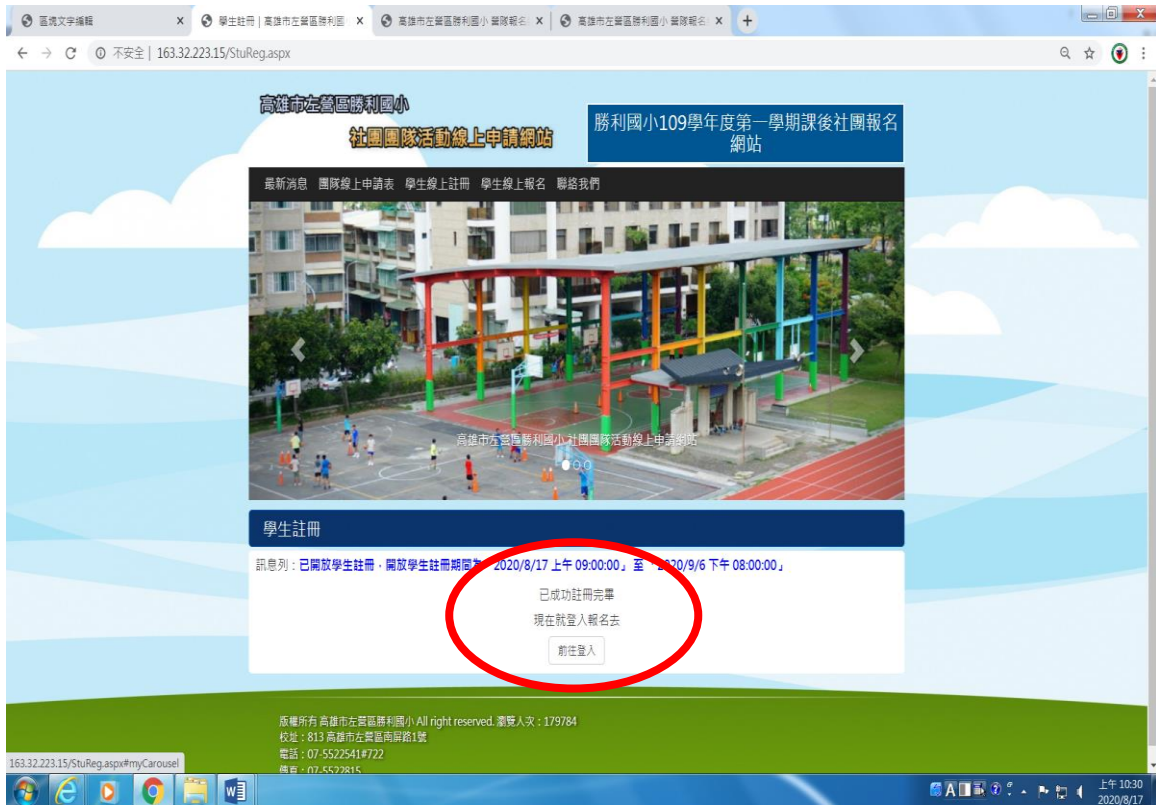 區塊文字編輯
學生註冊 | 高雄市左營區勝利國
高雄市左營區勝利國小 營隊報名
高雄市左營區勝利國小 營隊報名
不安全 | 163.32.223.15/StuReg.aspx
高雄市左營區勝利國小
社團團隊活動線上申請網站
勝利國小109學年度第一學期課後社團報名
網站
最新消息 團隊線上申請表 學生線上註冊 學生線上報名 聯絡我們
高雄市左營區勝利國小 社團團隊活動線上申請網站
學生註冊
訊息列：已開放學生註冊，開放學生註冊期間為「2020/8/17 上午 09:00:00」 至 「2020/9/6 下午 08:00:00」
已成功註冊完畢
現在就登入報名去
前往登入
版權所有 高雄市左營區勝利國小 All right reserved. 瀏覽人次：179784
校址：813 高雄市左營區南屏路1號
電話：07-5522541#722
傳真：07-5522815
163.32.223.15/StuReg.aspx#myCarousel
上午 10:30
2020/8/17